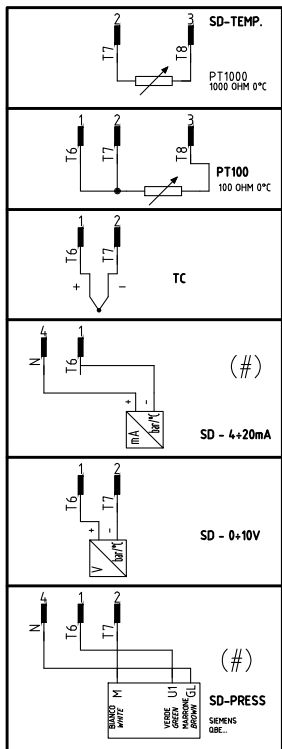 2 3 SD-TEMP.
T7 T8
PT1000
1000 OHM 0°C
1 2 3
T6 T7 T8
PT100
100 OHM 0°C
1 2
T6 T7
+ -
TC
4 1
N T6
(#)
+ -
mA bar/°C
SD - 4÷20mA
1 2
T6 T7
+ -
V bar/°C
SD - 0÷10V
4 1 2
N T6 T7
(#)
M U1 GL
BIANCO
WHITE
VERDE
GREEN
MARRONE
BROWN
SD-PRESS
SIEMENS
QBE...